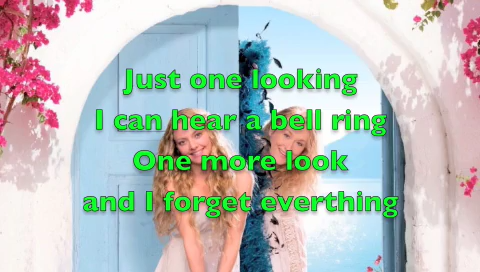 Just one looking
I can hear a bell ring
One more look
and I forget everthing